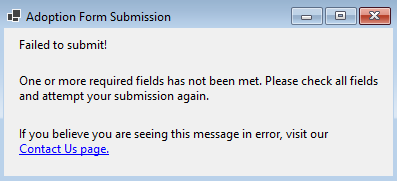 Adoption Form Submission
Failed to submit!
One or more required fields has not been met. Please check all fields
and attempt your submission again.
If you believe you are seeing this message in error, visit our
Contact Us page.